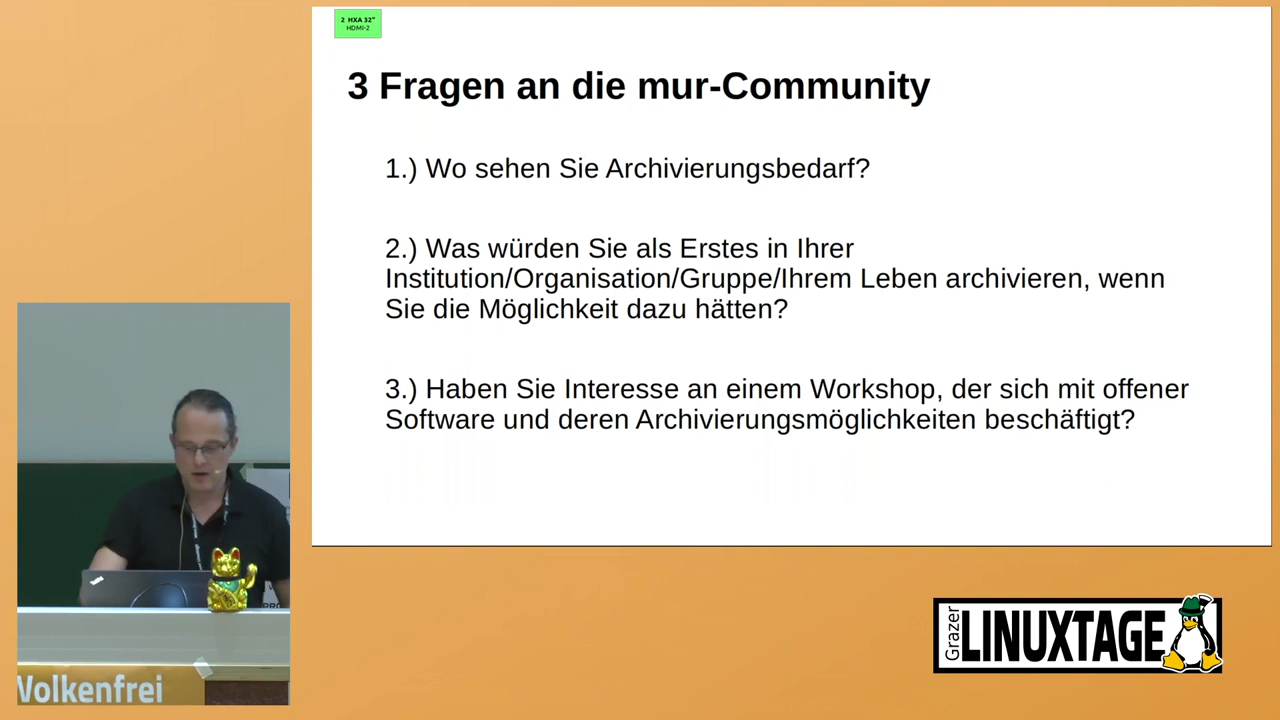 2 HXA 32"
HDMI-2
3 Fragen an die mur-Community
1.) Wo sehen Sie Archivierungsbedarf?
2.) Was würden Sie als Erstes in Ihrer
Institution/Organisation/Gruppe/Ihrem Leben archivieren, wenn
Sie die Möglichkeit dazu hätten?
3.) Haben Sie Interesse an einem Workshop, der sich mit offener
Software und deren Archivierungsmöglichkeiten beschäftigt?
Volkenfrei
Grazer
LINUXTAGE